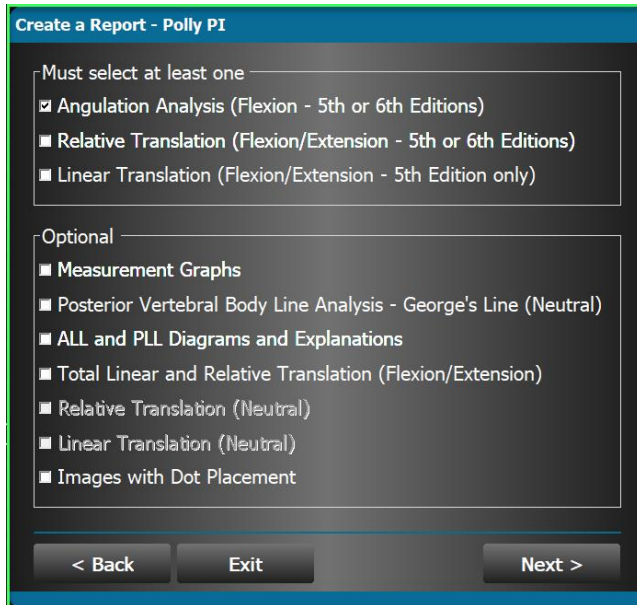 Create a Report - Polly PI
Must select at least one
Angulation Analysis (Flexion - 5th or 6th Editions)
Relative Translation (Flexion/Extension - 5th or 6th Editions)
Linear Translation (Flexion/Extension - 5th Edition only)
Optional
Measurement Graphs
Posterior Vertebral Body Line Analysis - George's Line (Neutral)
ALL and PLL Diagrams and Explanations
Total Linear and Relative Translation (Flexion/Extension)
Relative Translation (Neutral)
Linear Translation (Neutral)
Images with Dot Placement
< Back Exit Next >